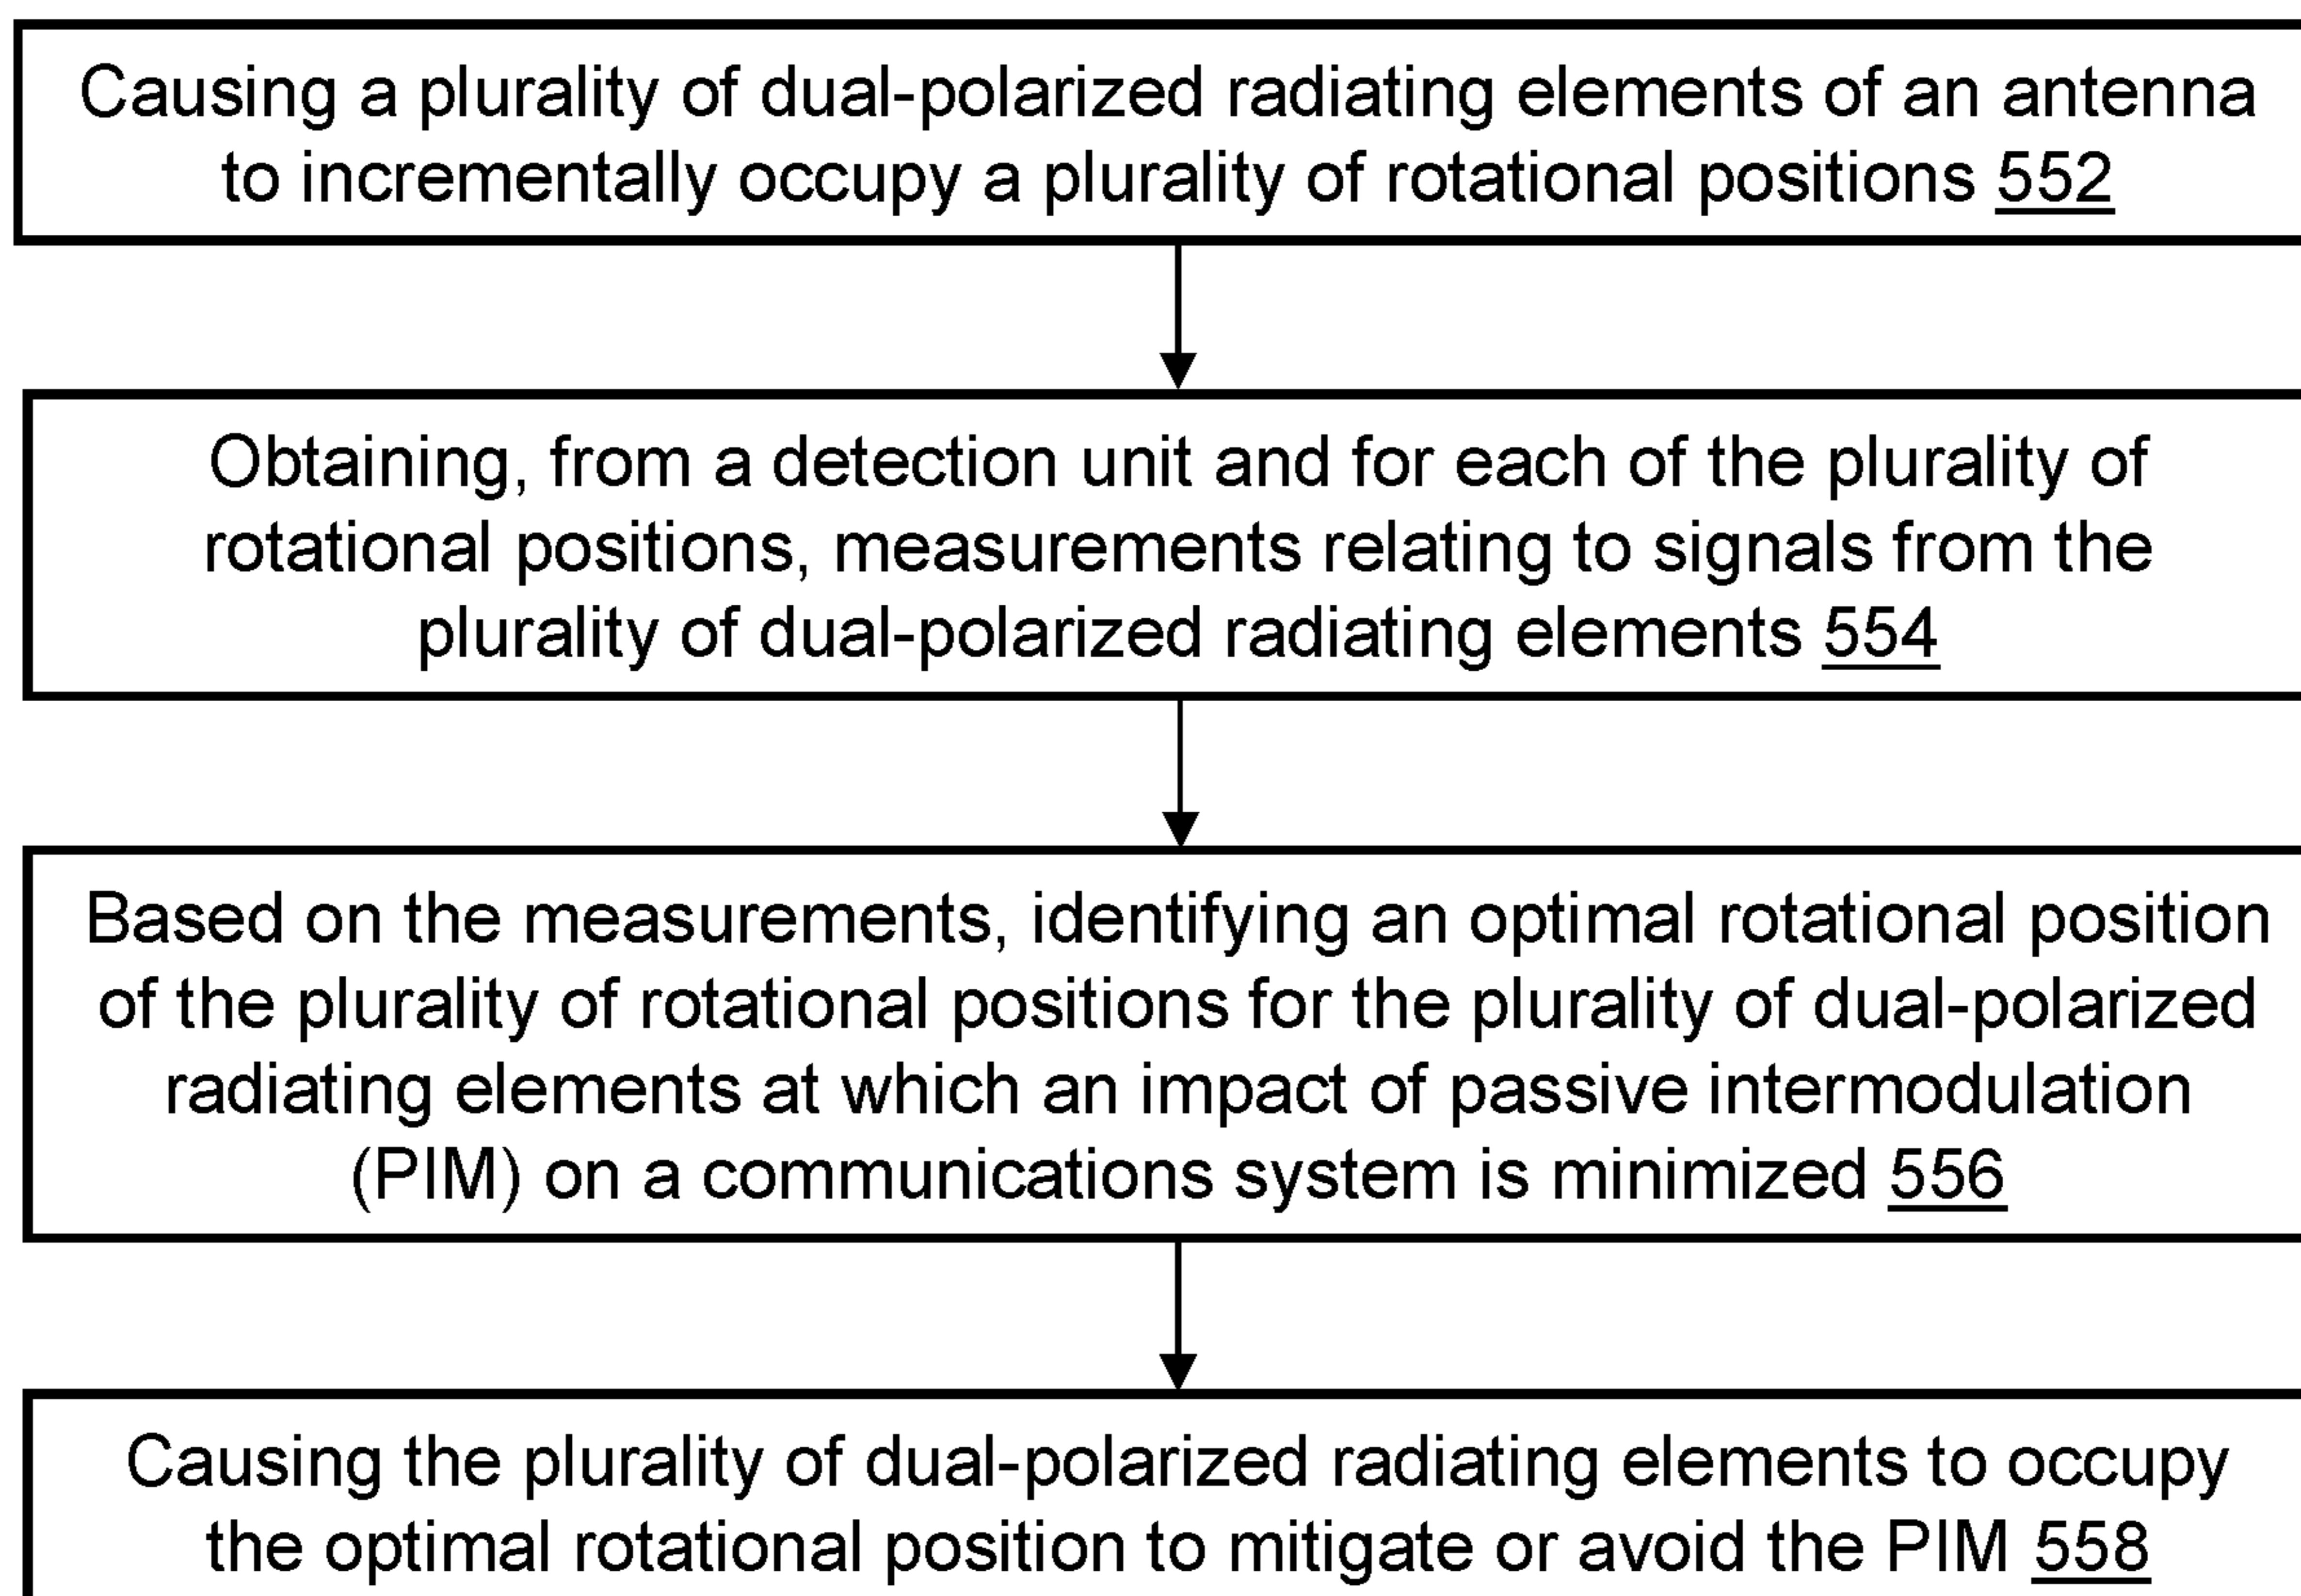 Causing a plurality of dual-polarized radiating elements of an antenna
to incrementally occupy a plurality of rotational positions 552
Obtaining, from a detection unit and for each of the plurality of
rotational positions, measurements relating to signals from the
plurality of dual-polarized radiating elements 554
Based on the measurements, identifying an optimal rotational position
of the plurality of rotational positions for the plurality of dual-polarized
radiating elements at which an impact of passive intermodulation
(PIM) on a communications system is minimized 556
Causing the plurality of dual-polarized radiating elements to occupy
the optimal rotational position to mitigate or avoid the PIM 558